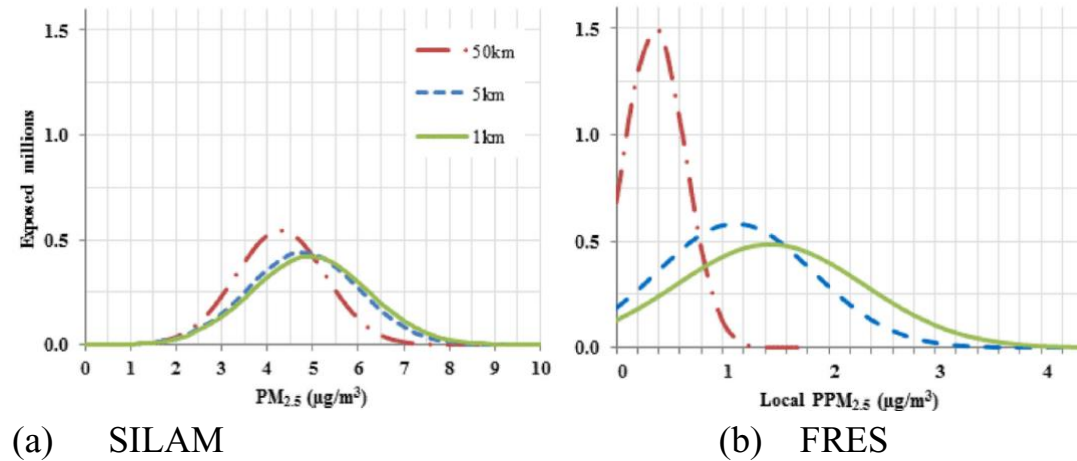 1.5
1.0
0.5
0.0
Exposed millions
50km
5km
1km
0 1 2 3 4 5 6 7 8 9 10
PM2.5 (µg/m³)
(a) SILAM
1.5
1.0
0.5
0.0
0 1 2 3 4
Local PPM2.5 (µg/m³)
(b) FRES